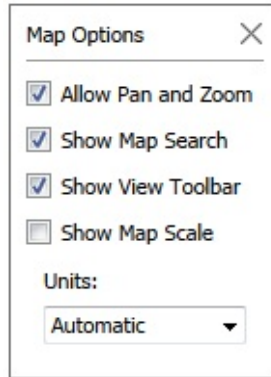 Map Options
Allow Pan and Zoom
Show Map Search
Show View Toolbar
Show Map Scale
Units:
Automatic